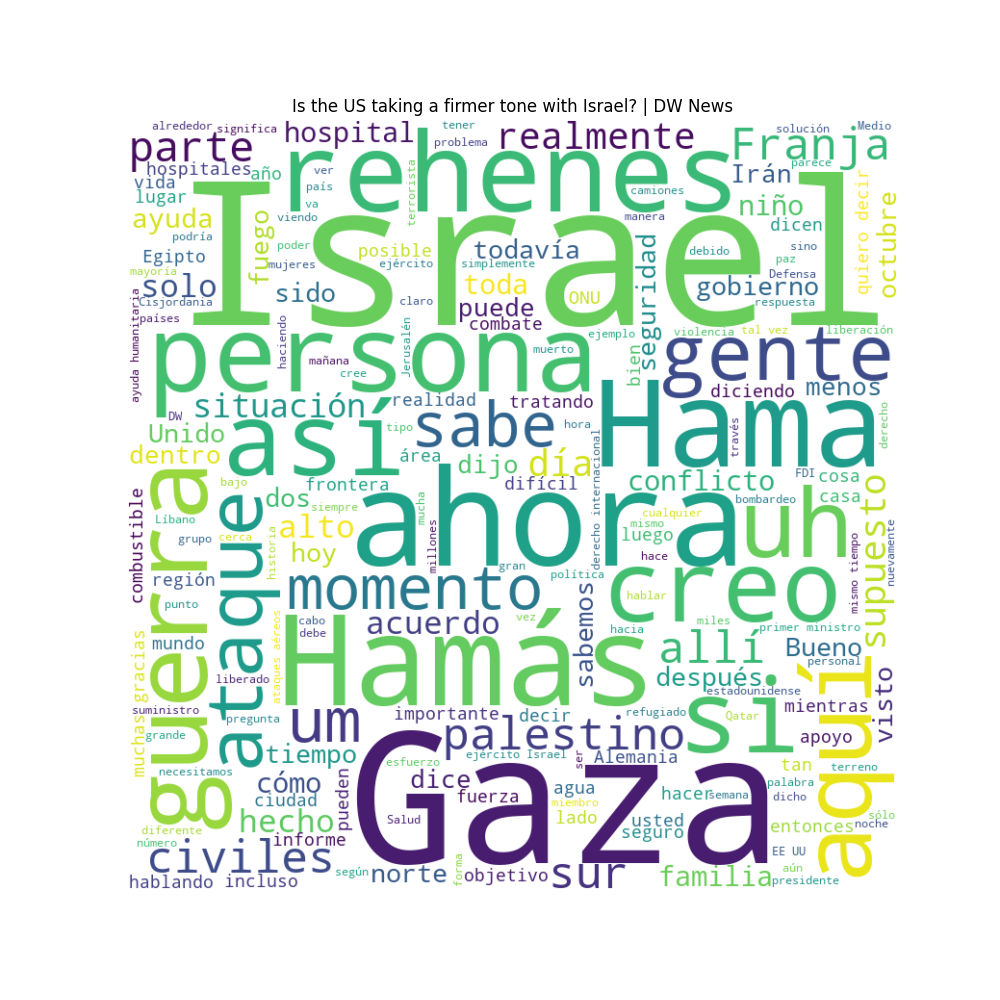 Is the US taking a firmer tone with Israel? | DW News
alrededor
significa
hospital
tener
problema
realmente
solución
Medio
parte
Franja
hospitales
año
ver
rehenes
terrorista
camiones
Irán
parece
vida
país
lugar
va
niño
quiero decir
ayuda
viendo
manera
dicen
octubre
podría
fuego
poder
posible
todavía
Israel
debido
sino
Egipto
mujeres
ejército
simplemente
paz
mayoría
toda
Defensa
solo
sido
claro
ONU
seguridad
gobierno
respuesta
Cisjordania
puede
países
combate
ejemplo
violencia
tal vez
liberación
ayuda humanitaria
haciendo
mañana
Jerusalén
persona
muerto
bien
gente
cree
diciendo
menos
DW
situación
realidad
tratando
Unido
así
tipo
sabe
hora
Hama
través
derecho
dentro
área
dijo
día
frontera
difícil
derecho internacional
conflicto
FDI
cosa
casa
guerra
bajo
dos
siempre
mucha
ahora
bombardeo
combustible
Líbano
ataque
alto
cualquier
uh
supuesto
grupo
cerca
historia
hoy
millones
mismo
luego
hace
mismo tiempo
nuevamente
región
gran
política
punto
momento
hablar
creo
cabo
debe
acuerdo
vez
sabemos
hacia
miles
primer ministro
mundo
ataques aéreos
Hamás
allí
Bueno
personal
muchas gracias
liberado
después
aquí
estadounidense
visto
suministro
pregunta
um
importante
decir
refugiado
si
Qatar
mientras
grande
palestino
apoyo
tiempo
esfuerzo
ejército Israel
ser
Alemania
tan
terreno
necesitamos
cómo
pueden
dice
Gaza
fuerza
agua
hacer
semana
palabra
ciudad
miembro
dicho
hecho
Salud
lado
usted
sólo
diferente
informe
seguro
entonces
noche
número
civiles
EE UU
según
norte
forma
objetivo
sur
familia
aún
presidente
hablando
incluso